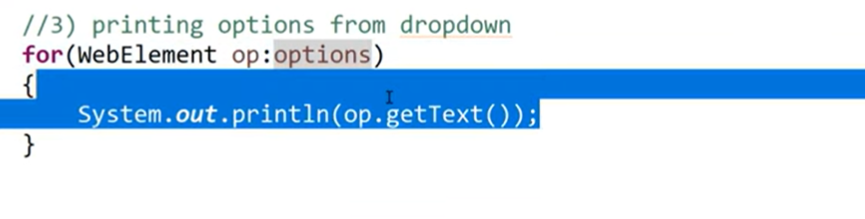 //3) printing options from dropdown
for(WebElement op:options)
{
System.out.println(op.getText());
}